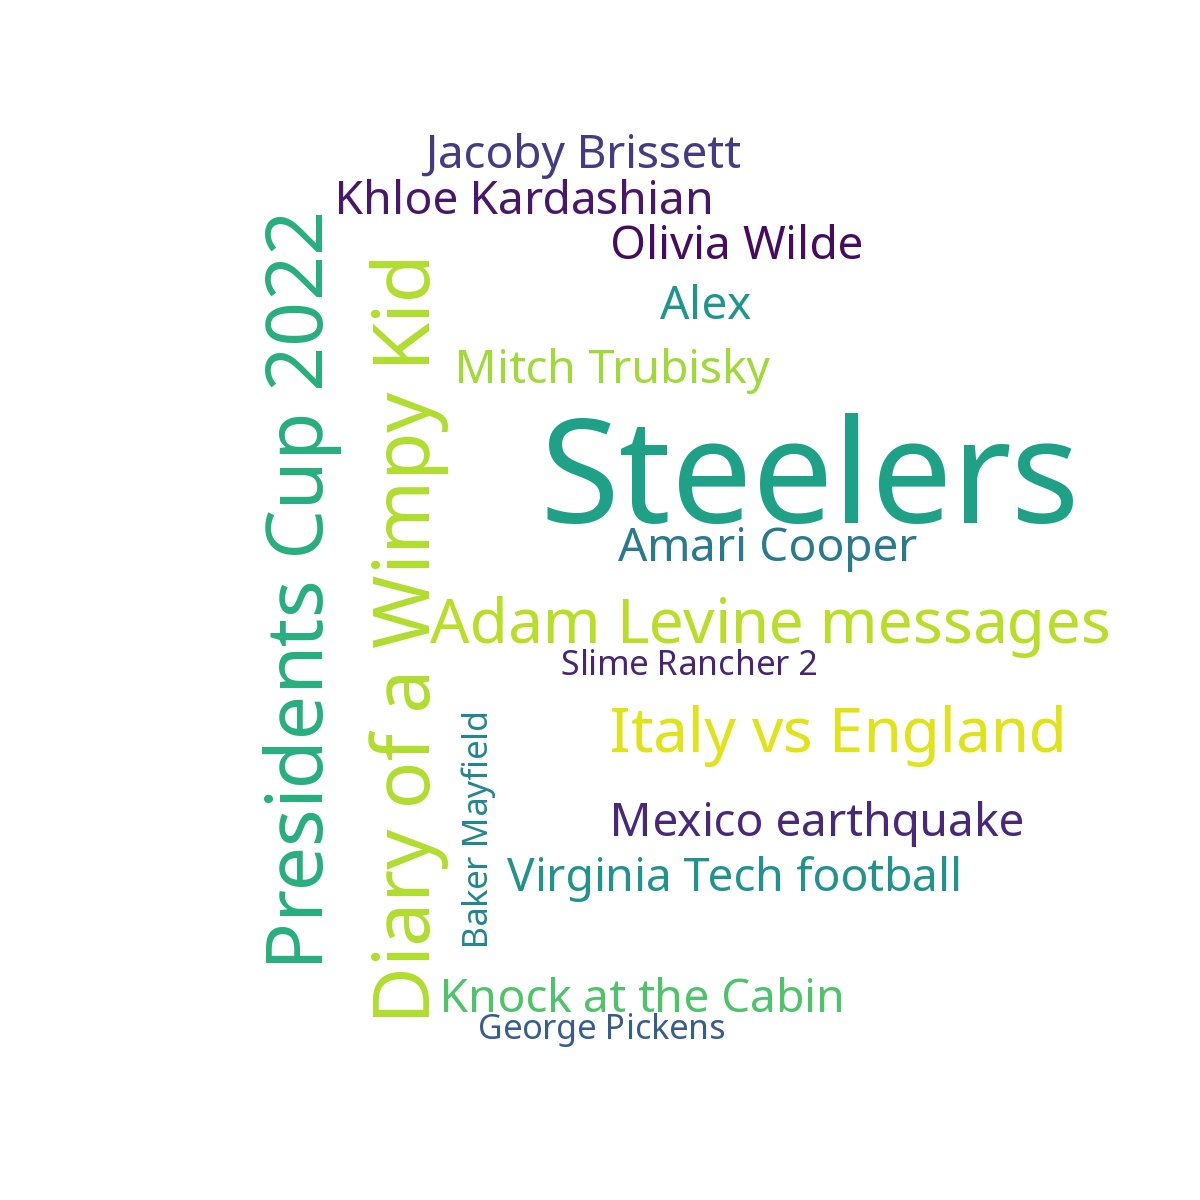 Jacoby Brissett
Khloe Kardashian
Olivia Wilde
Alex
Mitch Trubisky
Presidents Cup 2022
Diary of a Wimpy Kid
Steelers
Amari Cooper
Adam Levine messages
Slime Rancher 2
Italy vs England
Baker Mayfield
Mexico earthquake
Virginia Tech football
Knock at the Cabin
George Pickens